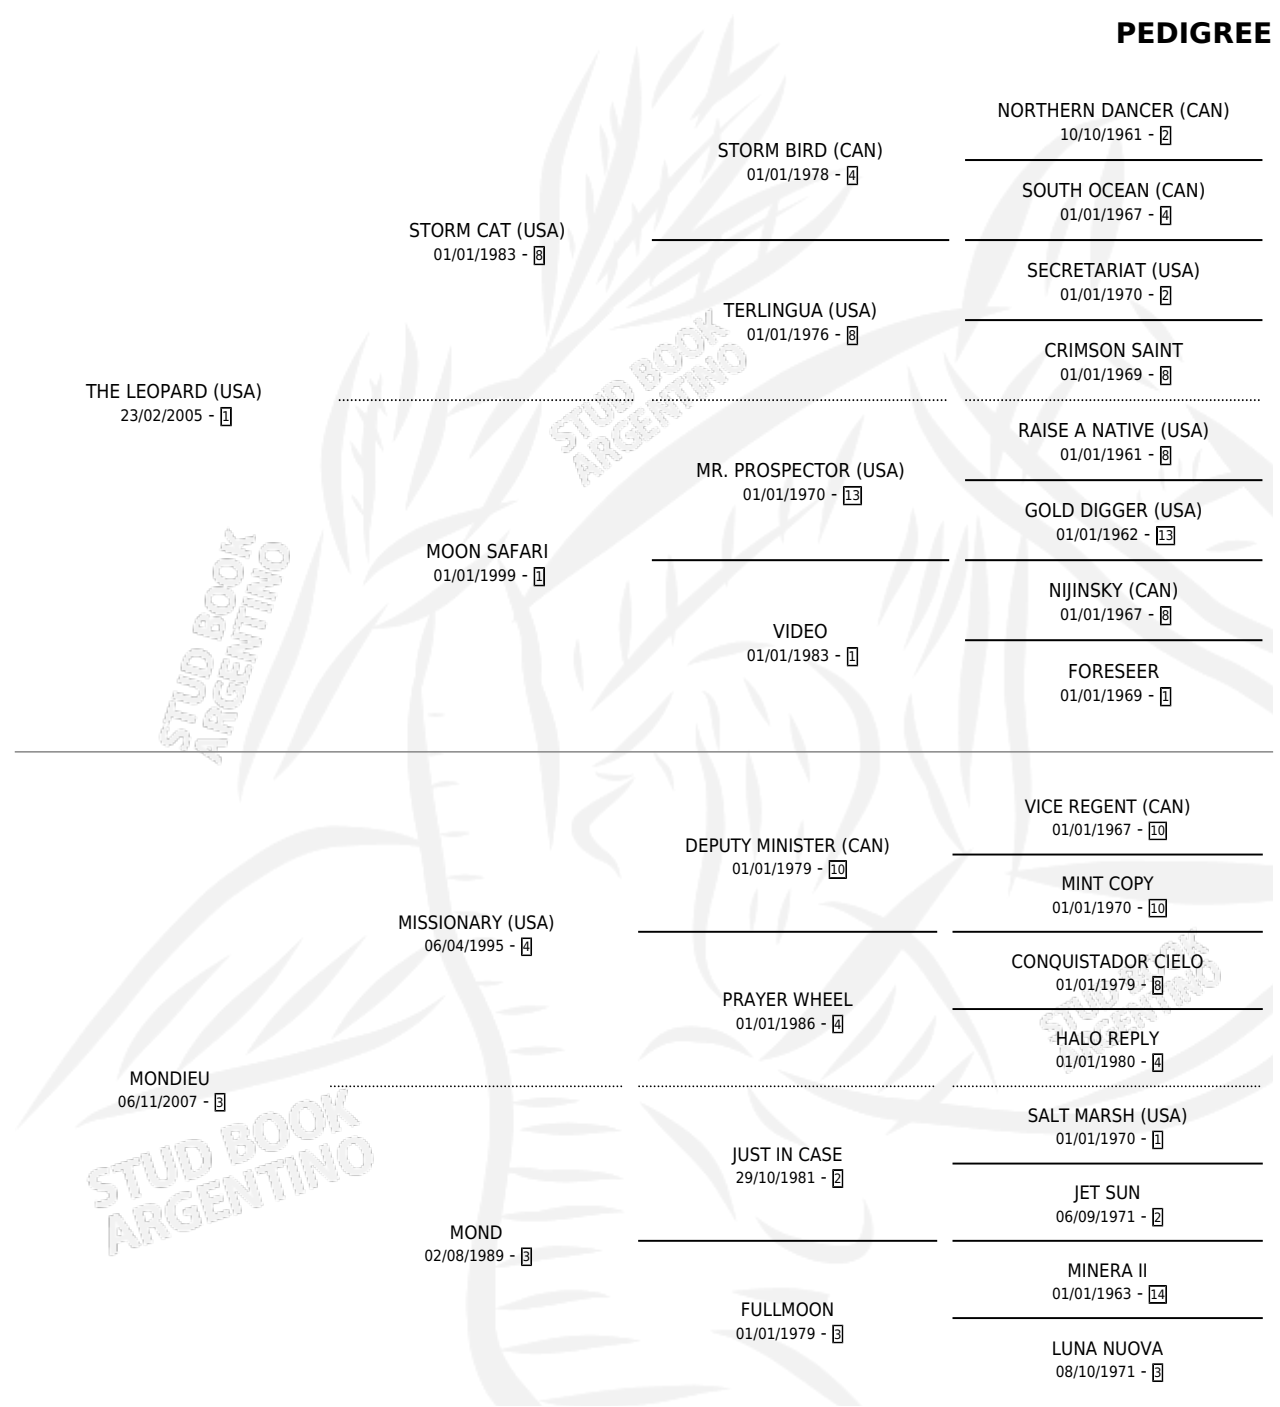 PEDIGREE
NORTHERN DANCER (CAN)
10/10/1961 - 2
STORM BIRD (CAN)
01/01/1978 - 4
SOUTH OCEAN (CAN)
01/01/1967 - 4
STORM CAT (USA)
01/01/1983 - 8
SECRETARIAT (USA)
01/01/1970 - 2
TERLINGUA (USA)
01/01/1976 - 8
CRIMSON SAINT
01/01/1969 - 8
THE LEOPARD (USA)
23/02/2005 - 1
STUD BOOK
ARGENTINO
RAISE A NATIVE (USA)
01/01/1961 - 8
MR. PROSPECTOR (USA)
01/01/1970 - 13
GOLD DIGGER (USA)
01/01/1962 - 13
MOON SAFARI
01/01/1999 - 1
NIJINSKY (CAN)
01/01/1967 - 8
VIDEO
01/01/1983 - 1
FORESEER
01/01/1969 - 1
STUD BOOK
ARGENTINO
VICE REGENT (CAN)
01/01/1967 - 10
DEPUTY MINISTER (CAN)
01/01/1979 - 10
MINT COPY
01/01/1970 - 10
MISSIONARY (USA)
06/04/1995 - 4
CONQUISTADOR CIELO
01/01/1979 - 8
PRAYER WHEEL
01/01/1986 - 4
HALO REPLY
01/01/1980 - 4
STUD BOOK
ARGENTINO
MONDIEU
06/11/2007 - 3
SALT MARSH (USA)
01/01/1970 - 1
JUST IN CASE
29/10/1981 - 2
JET SUN
06/09/1971 - 2
STUD BOOK
ARGENTINO
MOND
02/08/1989 - 3
MINERA II
01/01/1963 - 14
FULLMOON
01/01/1979 - 3
LUNA NUOVA
08/10/1971 - 3